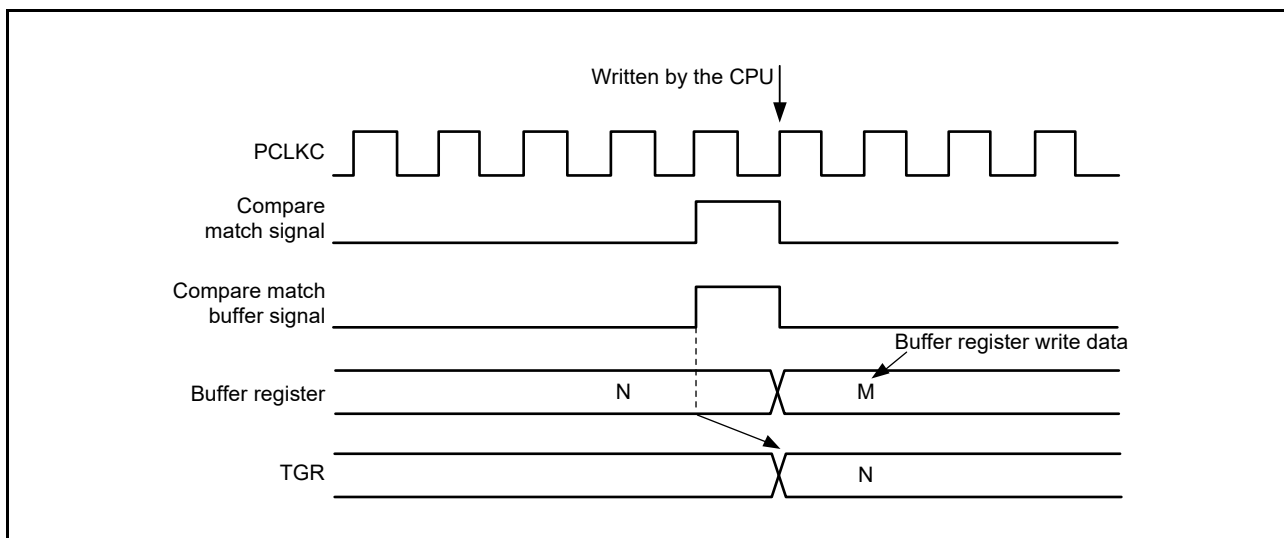 Written by the CPU
PCLKC
Compare
match signal
Compare match
buffer signal
Buffer register write data
Buffer register
N
M
TGR
N